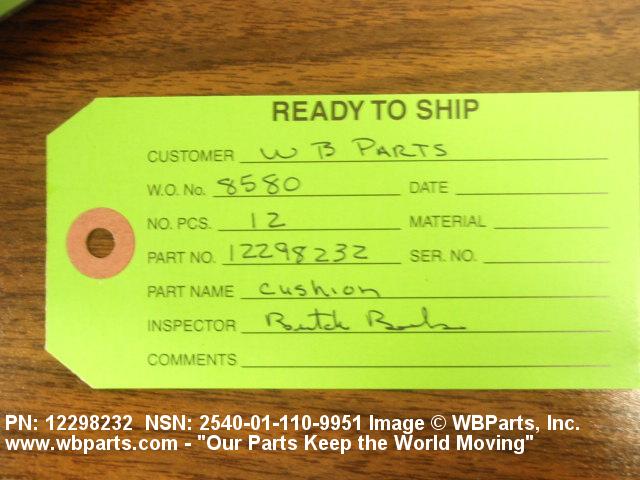 READY TO SHIP
CUSTOMER W B PARTS
W.O. No. 8580 DATE
NO. PCS. 12 MATERIAL
PART NO. 12298232 SER. NO.
PART NAME Cushion
INSPECTOR Butch
COMMENTS
PN: 12298232 NSN: 2540-01-110-9951 Image © WBParts, Inc.
www.wbparts.com - "Our Parts Keep the World Moving"